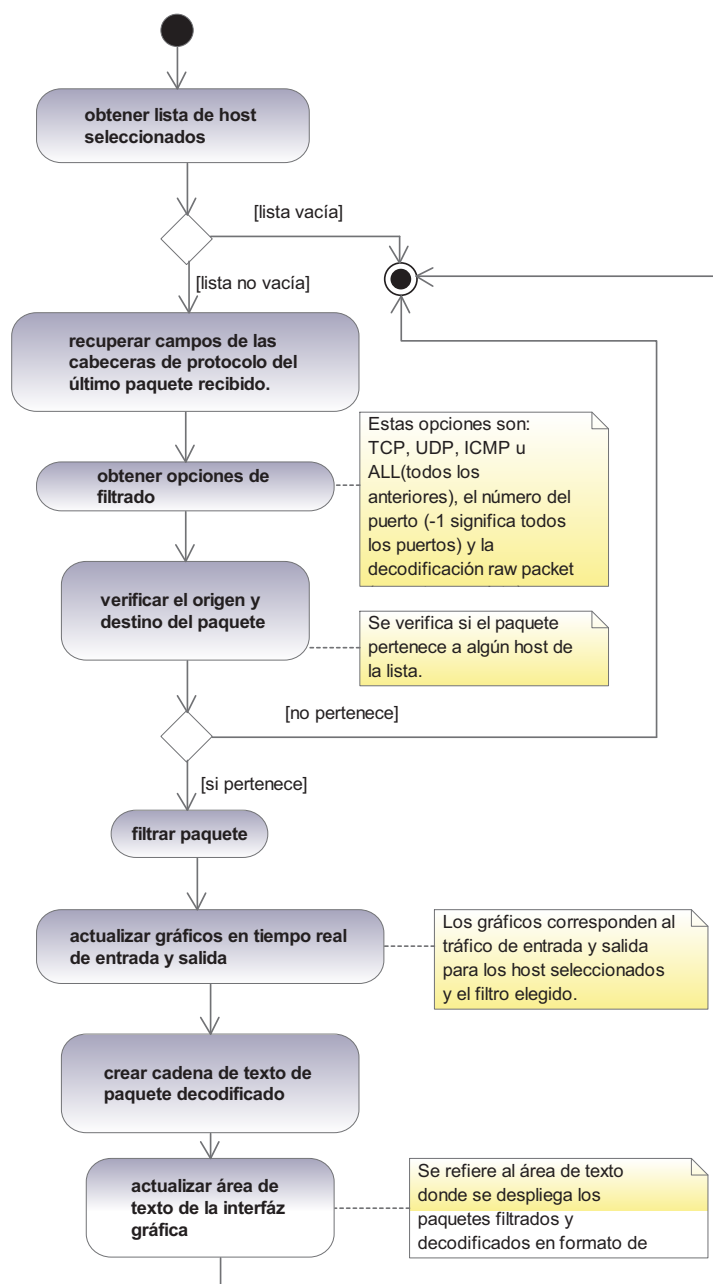 obtener lista de host
seleccionados
[lista vacía]
[lista no vacía]
recuperar campos de las
cabeceras de protocolo del
último paquete recibido.
Estas opciones son:
TCP, UDP, ICMP u
ALL(todos los
anteriores), el número del
puerto (-1 significa todos
los puertos) y la
decodificación raw packet
obtener opciones de
filtrado
verificar el origen y
destino del paquete
Se verifica si el paquete
pertenece a algún host de
la lista.
[no pertenece]
[si pertenece]
filtrar paquete
actualizar gráficos en tiempo real
de entrada y salida
Los gráficos corresponden al
tráfico de entrada y salida
para los host seleccionados
y el filtro elegido.
crear cadena de texto de
paquete decodificado
actualizar área de
texto de la interfáz
gráfica
Se refiere al área de texto
donde se despliega los
paquetes filtrados y
decodificados en formato de